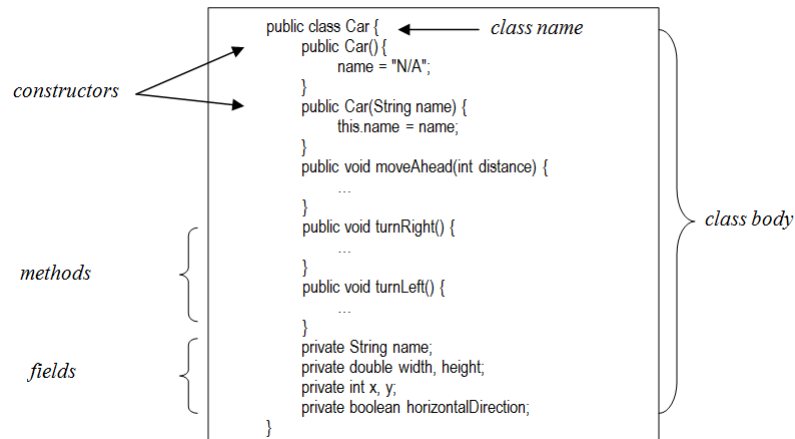 public class Car {
class name
public Car() {
name = "N/A";
}
constructors
public Car(String name) {
this.name = name;
}
public void moveAhead(int distance) {
...
}
public void turnRight() {
class body
...
methods
}
public void turnLeft() {
...
}
private String name;
fields
private double width, height;
private int x, y;
private boolean horizontalDirection;
}